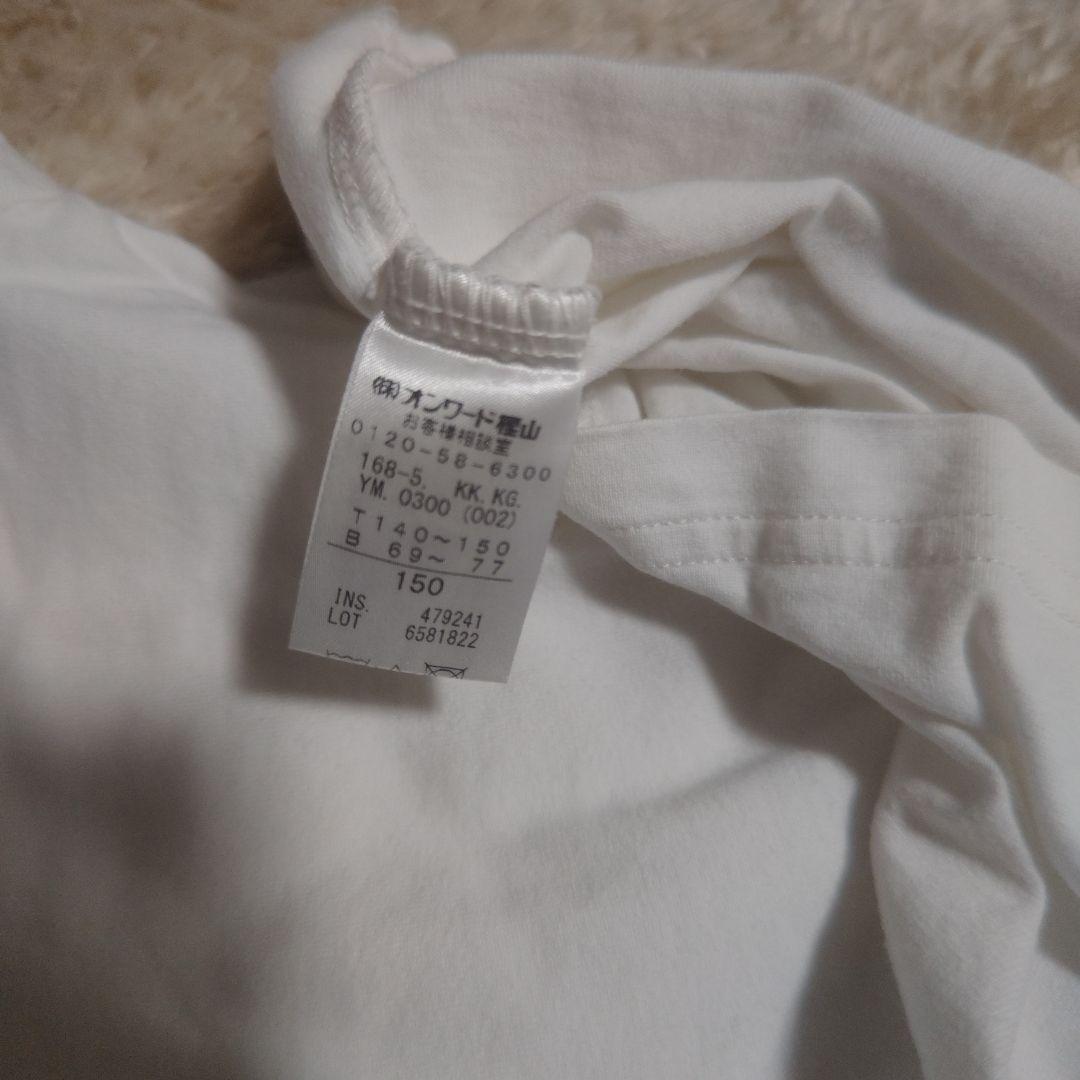 ㈱オンワード樫山
お客様相談室
0120-58-6300
168-5. KK. KG.
YM. 0300 (002)
T 140～150
B 69～ 77
150
INS. 479241
LOT 6581822